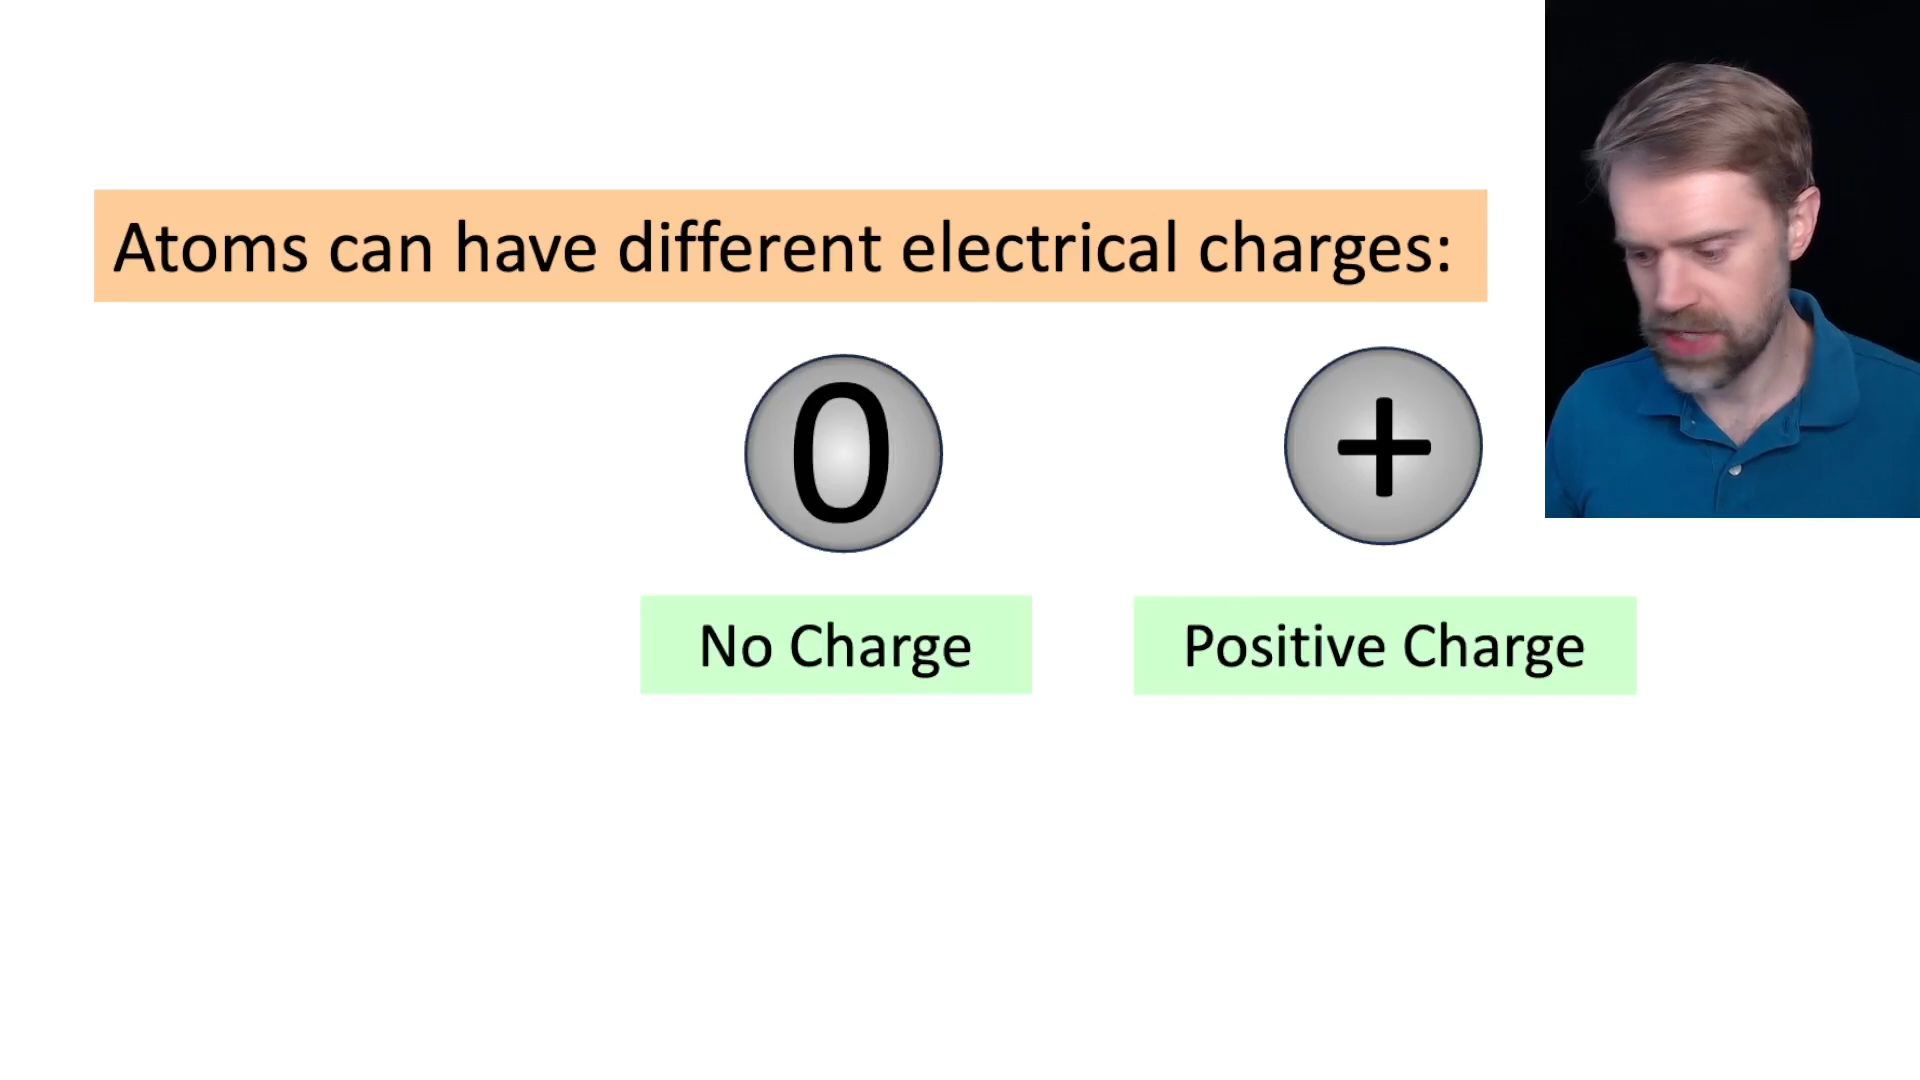 Atoms can have different electrical charges:
0
+
No Charge
Positive Charge